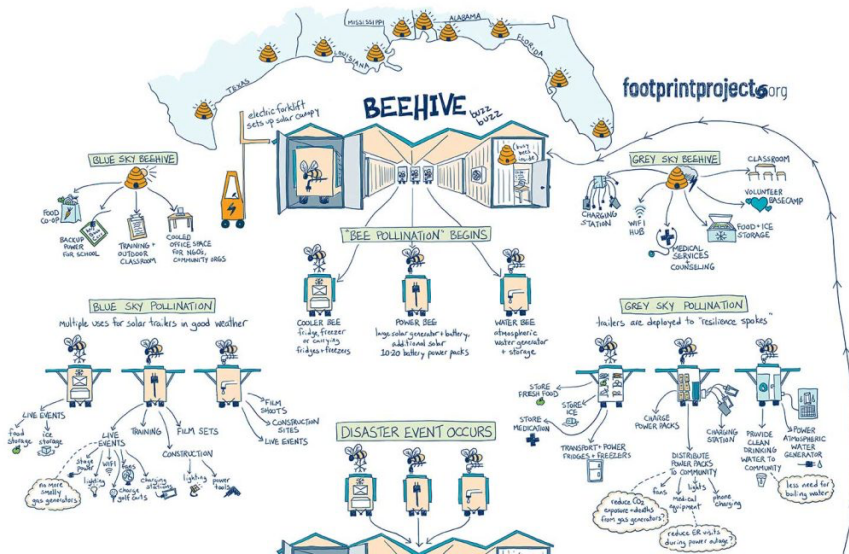 MISSISSIPPI
ALABAMA
LOUISIANA
FLORIDA
TEXAS
footprintproject.org
electric forklift
sets up solar canopy
BEEHIVE
buzz
buzz
(busy
bees
inside)
BLUE SKY BEEHIVE
FOOD
CO-OP
BACKUP
POWER
FOR SCHOOL
TRAINING +
OUTDOOR
CLASSROOM
COOLED
OFFICE SPACE
FOR NGOs,
COMMUNITY ORGS
GREY SKY BEEHIVE
CHARGING
STATION
WIFI
HUB
MEDICAL
SERVICES +
COUNSELING
FOOD + ICE
STORAGE
VOLUNTEER
BASECAMP
CLASSROOM
"BEE POLLINATION" BEGINS
COOLER BEE
fridge, freezer
or carrying
fridges + freezers
POWER BEE
large solar generator + battery,
additional solar
10-20 battery power packs
WATER BEE
atmospheric
water generator
+ storage
BLUE SKY POLLINATION
Multiple uses for solar trailers in good weather
LIVE EVENTS
food
storage
ice
storage
LIVE
EVENTS
stage
power
lighting
WIFI
charge
golf carts
charging
stations
no more
smelly
gas generators
TRAINING
FILM SETS
CONSTRUCTION
lighting
power
tools
FILM
SHOOTS
CONSTRUCTION
SITES
LIVE EVENTS
GREY SKY POLLINATION
trailers are deployed to "resilience spokes"
STORE
FRESH FOOD
STORE
ICE
STORE
MEDICATION
TRANSPORT + POWER
FRIDGES + FREEZERS
CHARGE
POWER PACKS
DISTRIBUTE
POWER PACKS
TO COMMUNITY
fans
lights
medical
equipment
phone
charging
CHARGING
STATION
reduce CO2
exposure + deaths
from gas generators?
reduce ER visits
during power outage?
PROVIDE
CLEAN
DRINKING
WATER TO
COMMUNITY
POWER
ATMOSPHERIC
WATER
GENERATOR
less need for
boiling water
DISASTER EVENT OCCURS